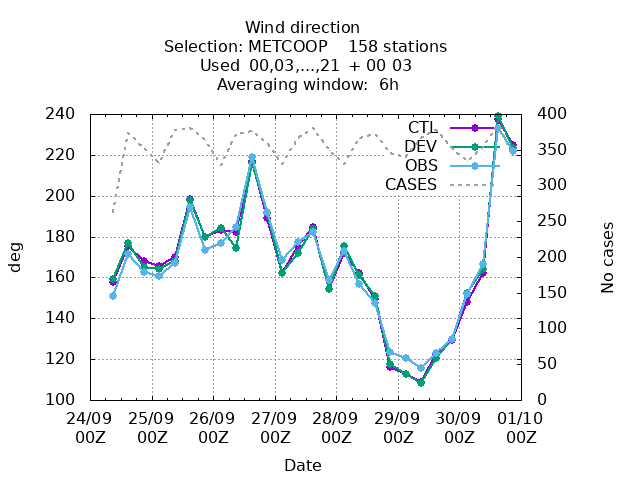 Wind direction
Selection: METCOOP    158 stations
Used  00,03,...,21  + 00 03
Averaging window:  6h
240
220
200
180
160
140
120
100
deg
400
350
300
250
200
150
100
50
0
No cases
CTL
DEV
OBS
CASES
24/09 25/09 26/09 27/09 28/09 29/09 30/09 01/10
00Z 00Z 00Z 00Z 00Z 00Z 00Z 00Z
Date